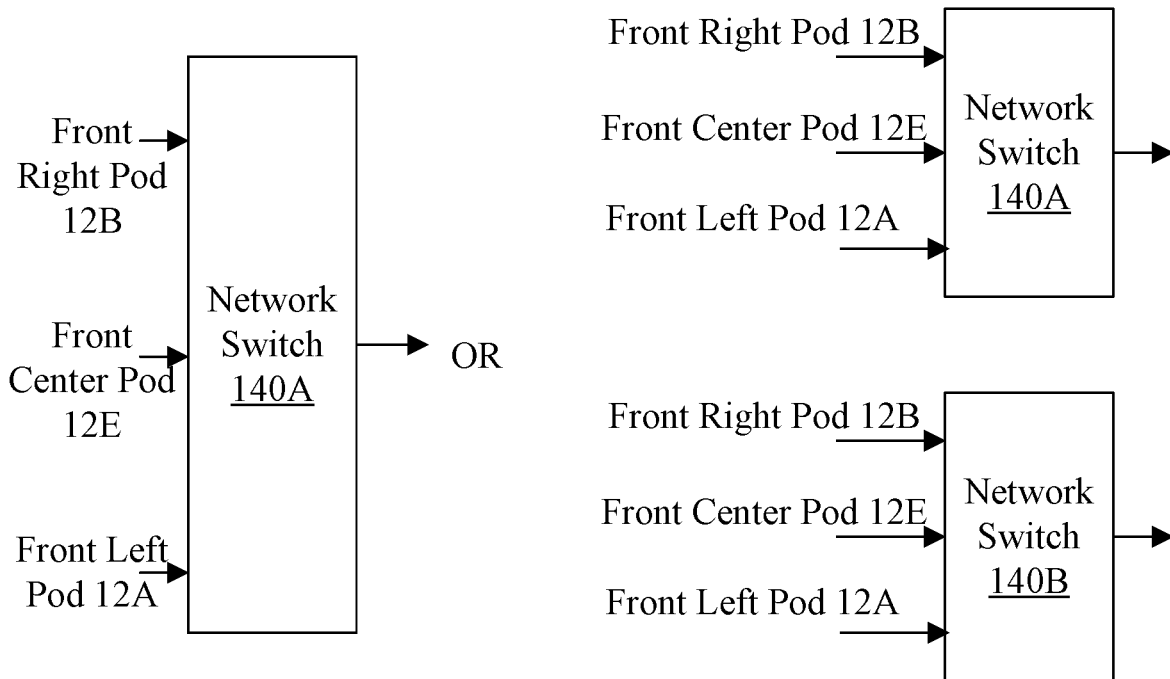 Front
Right Pod
12B
Front
Center Pod
12E
Front Left
Pod 12A
Network
Switch
140A
OR
Front Right Pod 12B
Front Center Pod 12E
Front Left Pod 12A
Network
Switch
140A
Front Right Pod 12B
Front Center Pod 12E
Front Left Pod 12A
Network
Switch
140B